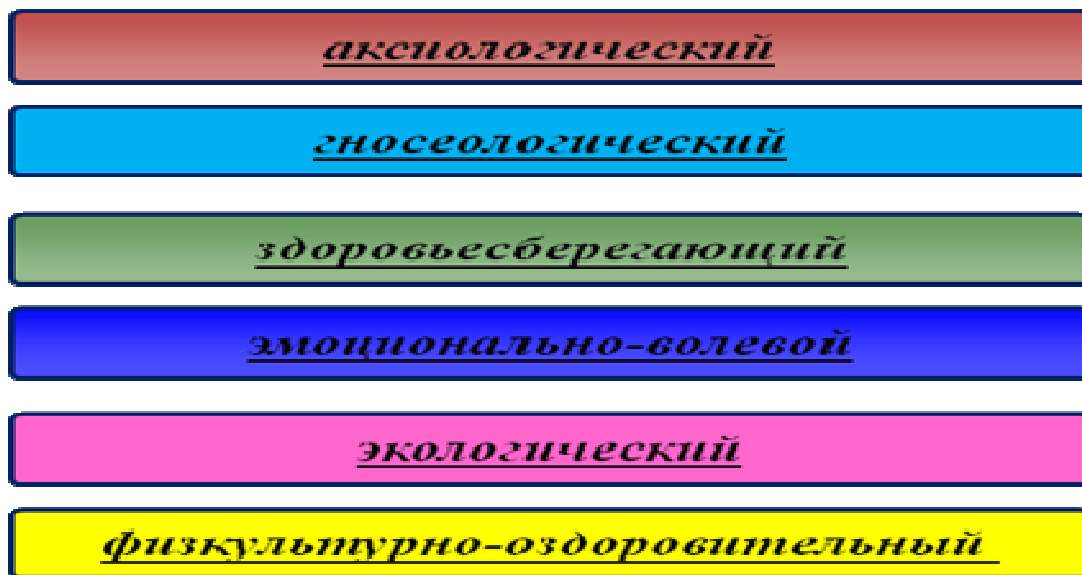 аксиологический
гносеологический
здоровьесберегающий
эмоционально-волевой
экологический
физкультурно-оздоровительный